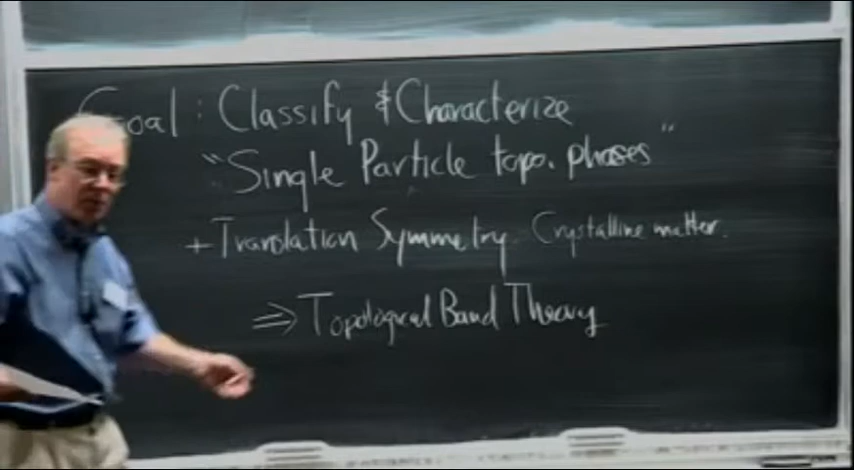 Goal : Classify & Characterize
"Single Particle topo. phases"
+ Translation Symmetry. Crystalline matter.
⇒ Topological Band Theory